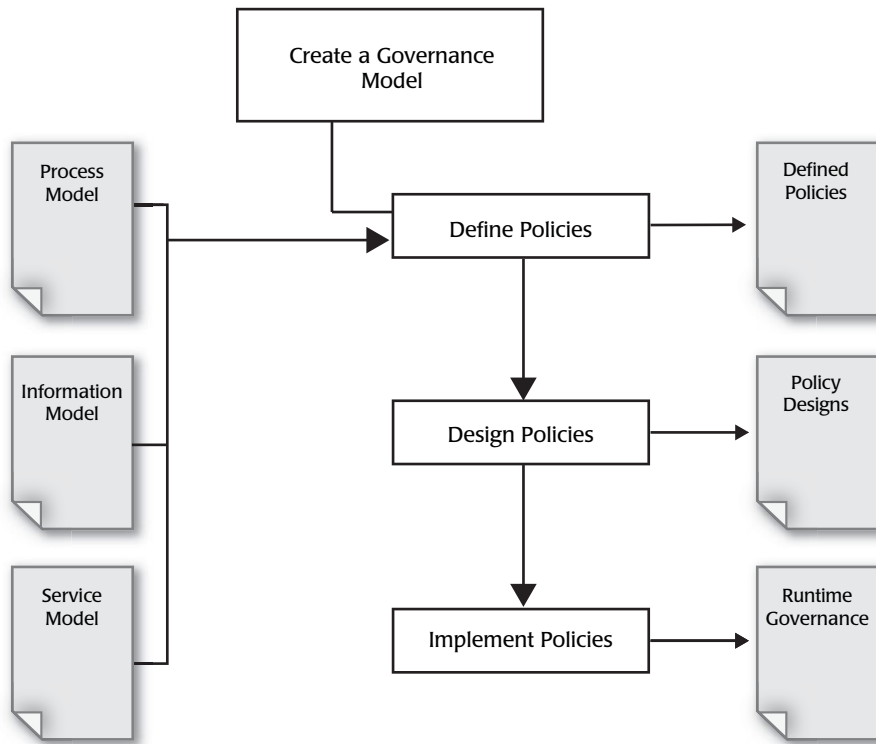 Create a Governance
Model
Process
Model
Define Policies
Defined
Policies
Information
Model
Design Policies
Policy
Designs
Service
Model
Implement Policies
Runtime
Governance